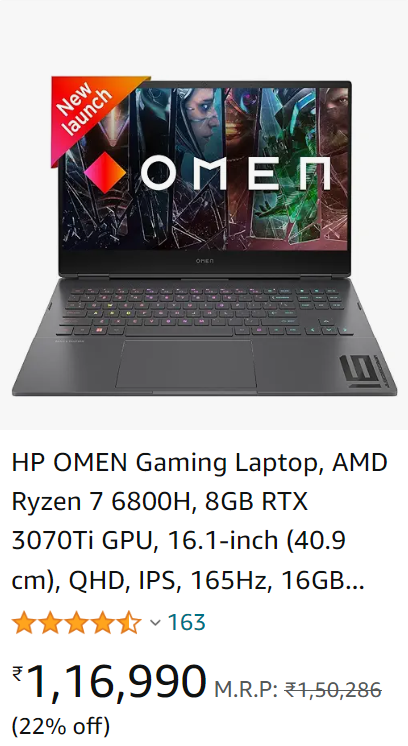 New
launch
OMEN
OMEN
16
HP OMEN Gaming Laptop, AMD
Ryzen 7 6800H, 8GB RTX
3070Ti GPU, 16.1-inch (40.9
cm), QHD, IPS, 165Hz, 16GB...
163
₹1,16,990 M.R.P: ₹1,50,286
(22% off)